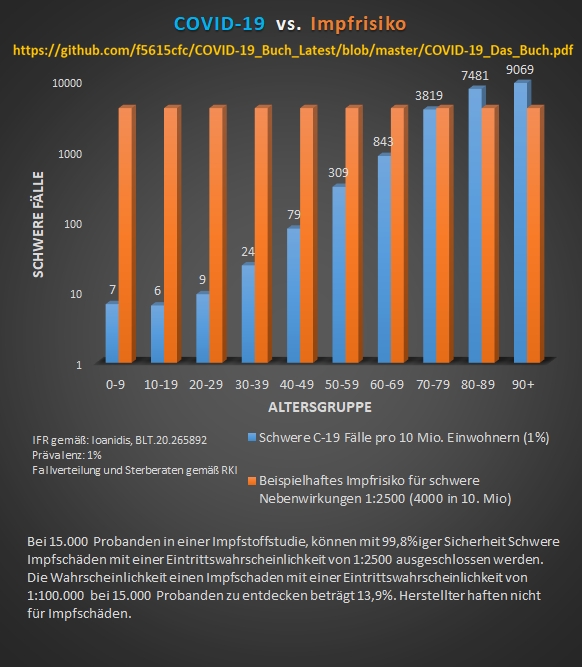 COVID-19 vs. Impfrisiko
https://github.com/f5615cfc/COVID-19_Buch_Latest/blob/master/COVID-19_Das_Buch.pdf
10000
1000
100
10
1
SCHWERE FÄLLE
7
6
9
24
79
309
843
3819
7481
9069
0-9 10-19 20-29 30-39 40-49 50-59 60-69 70-79 80-89 90+
ALTERSGRUPPE
IFR gemäß: Ioanidis, BLT.20.265892
Prävalenz: 1%
Fallverteilung und Sterberaten gemäß RKI
Schwere C-19 Fälle pro 10 Mio. Einwohnern (1%)
Beispielhaftes Impfrisiko für schwere
Nebenwirkungen 1:2500 (4000 in 10. Mio)
Bei 15.000 Probanden in einer Impfstoffstudie, können mit 99,8%iger Sicherheit Schwere
Impfschäden mit einer Eintrittswahrscheinlichkeit von 1:2500 ausgeschlossen werden.
Die Wahrscheinlichkeit einen Impfschaden mit einer Eintrittswahrscheinlichkeit von
1:100.000 bei 15.000 Probanden zu entdecken beträgt 13,9%. Herstellter haften nicht
für Impfschäden.